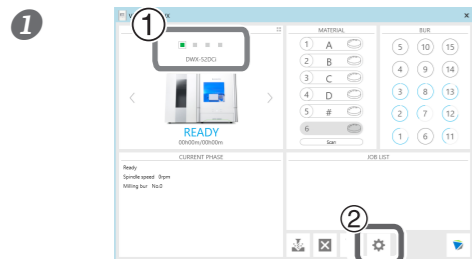 1
V
x
1
DWX-52DCi
READY
00h00m/00h00m
MATERIAL
1 A
2 B
3 C
4 D
5 #
6
Scan
BUR
5 10 15
4 9 14
3 8 13
2 7 12
1 6 11
CURRENT PHASE
Ready
Spindle speed 0rpm
Milling bur No.0
JOB LIST
2